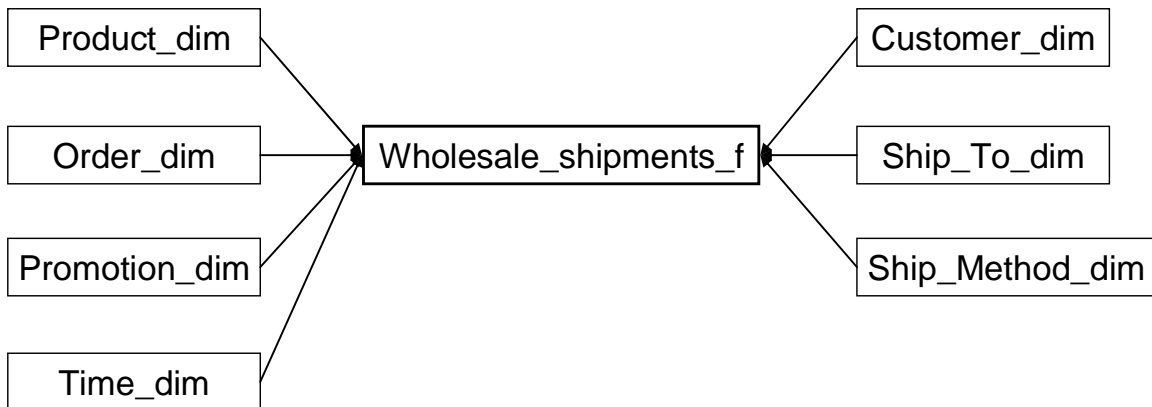 Product_dim
Customer_dim
Order_dim
Wholesale_shipments_f
Ship_To_dim
Promotion_dim
Ship_Method_dim
Time_dim